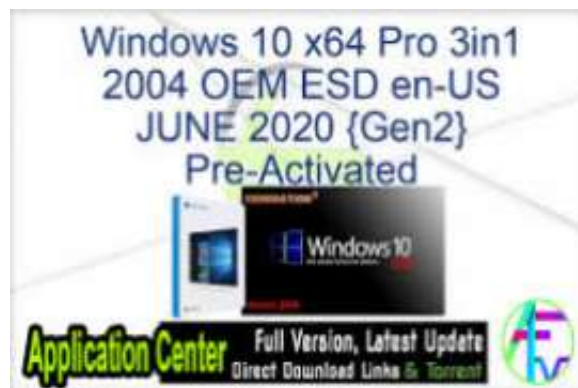 Windows 10 x64 Pro 3in1
2004 OEM ESD en-US
JUNE 2020 {Gen2}
Pre-Activated
Windows 10
Application Center
Full Version, Latest Update
Direct Download Links & Torrent